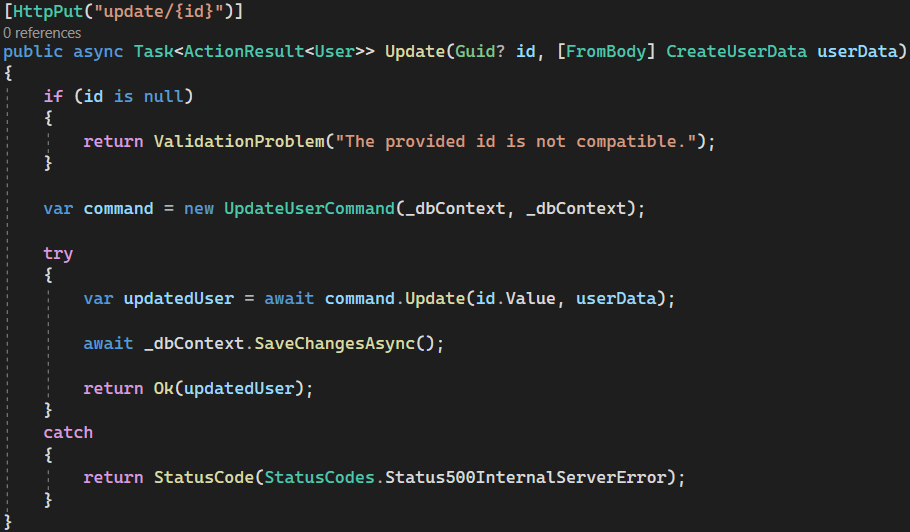 [HttpPut("update/{id}")]
0 references
public async Task<ActionResult<User>> Update(Guid? id, [FromBody] CreateUserData userData)
{
    if (id is null)
    {
        return ValidationProblem("The provided id is not compatible.");
    }

    var command = new UpdateUserCommand(_dbContext, _dbContext);

    try
    {
        var updatedUser = await command.Update(id.Value, userData);

        await _dbContext.SaveChangesAsync();

        return Ok(updatedUser);
    }
    catch
    {
        return StatusCode(StatusCodes.Status500InternalServerError);
    }
}